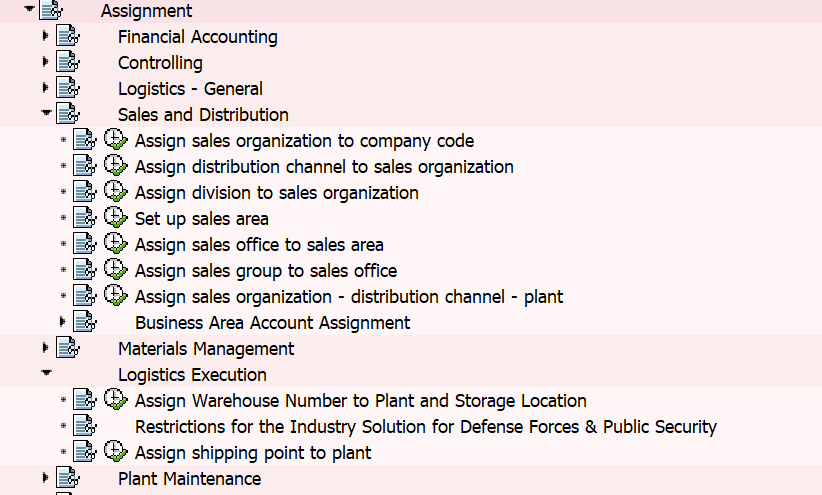 Assignment
Financial Accounting
Controlling
Logistics - General
Sales and Distribution
Assign sales organization to company code
Assign distribution channel to sales organization
Assign division to sales organization
Set up sales area
Assign sales office to sales area
Assign sales group to sales office
Assign sales organization - distribution channel - plant
Business Area Account Assignment
Materials Management
Logistics Execution
Assign Warehouse Number to Plant and Storage Location
Restrictions for the Industry Solution for Defense Forces & Public Security
Assign shipping point to plant
Plant Maintenance